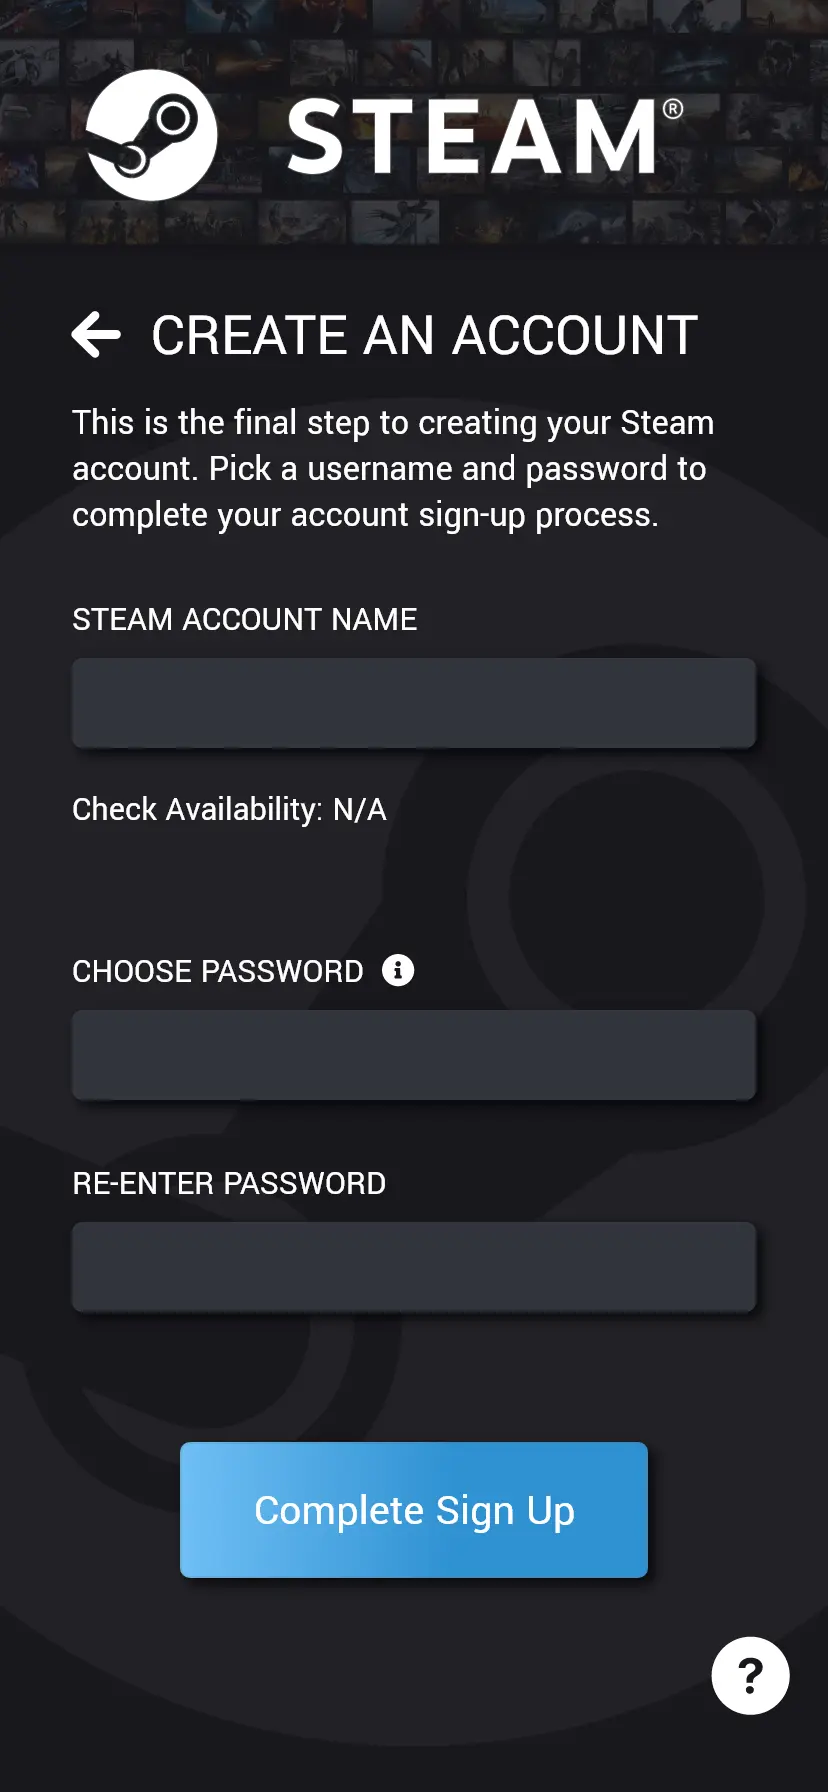 STEAM®
CREATE AN ACCOUNT
This is the final step to creating your Steam
account. Pick a username and password to
complete your account sign-up process.
STEAM ACCOUNT NAME
Check Availability: N/A
CHOOSE PASSWORD i
RE-ENTER PASSWORD
Complete Sign Up
?